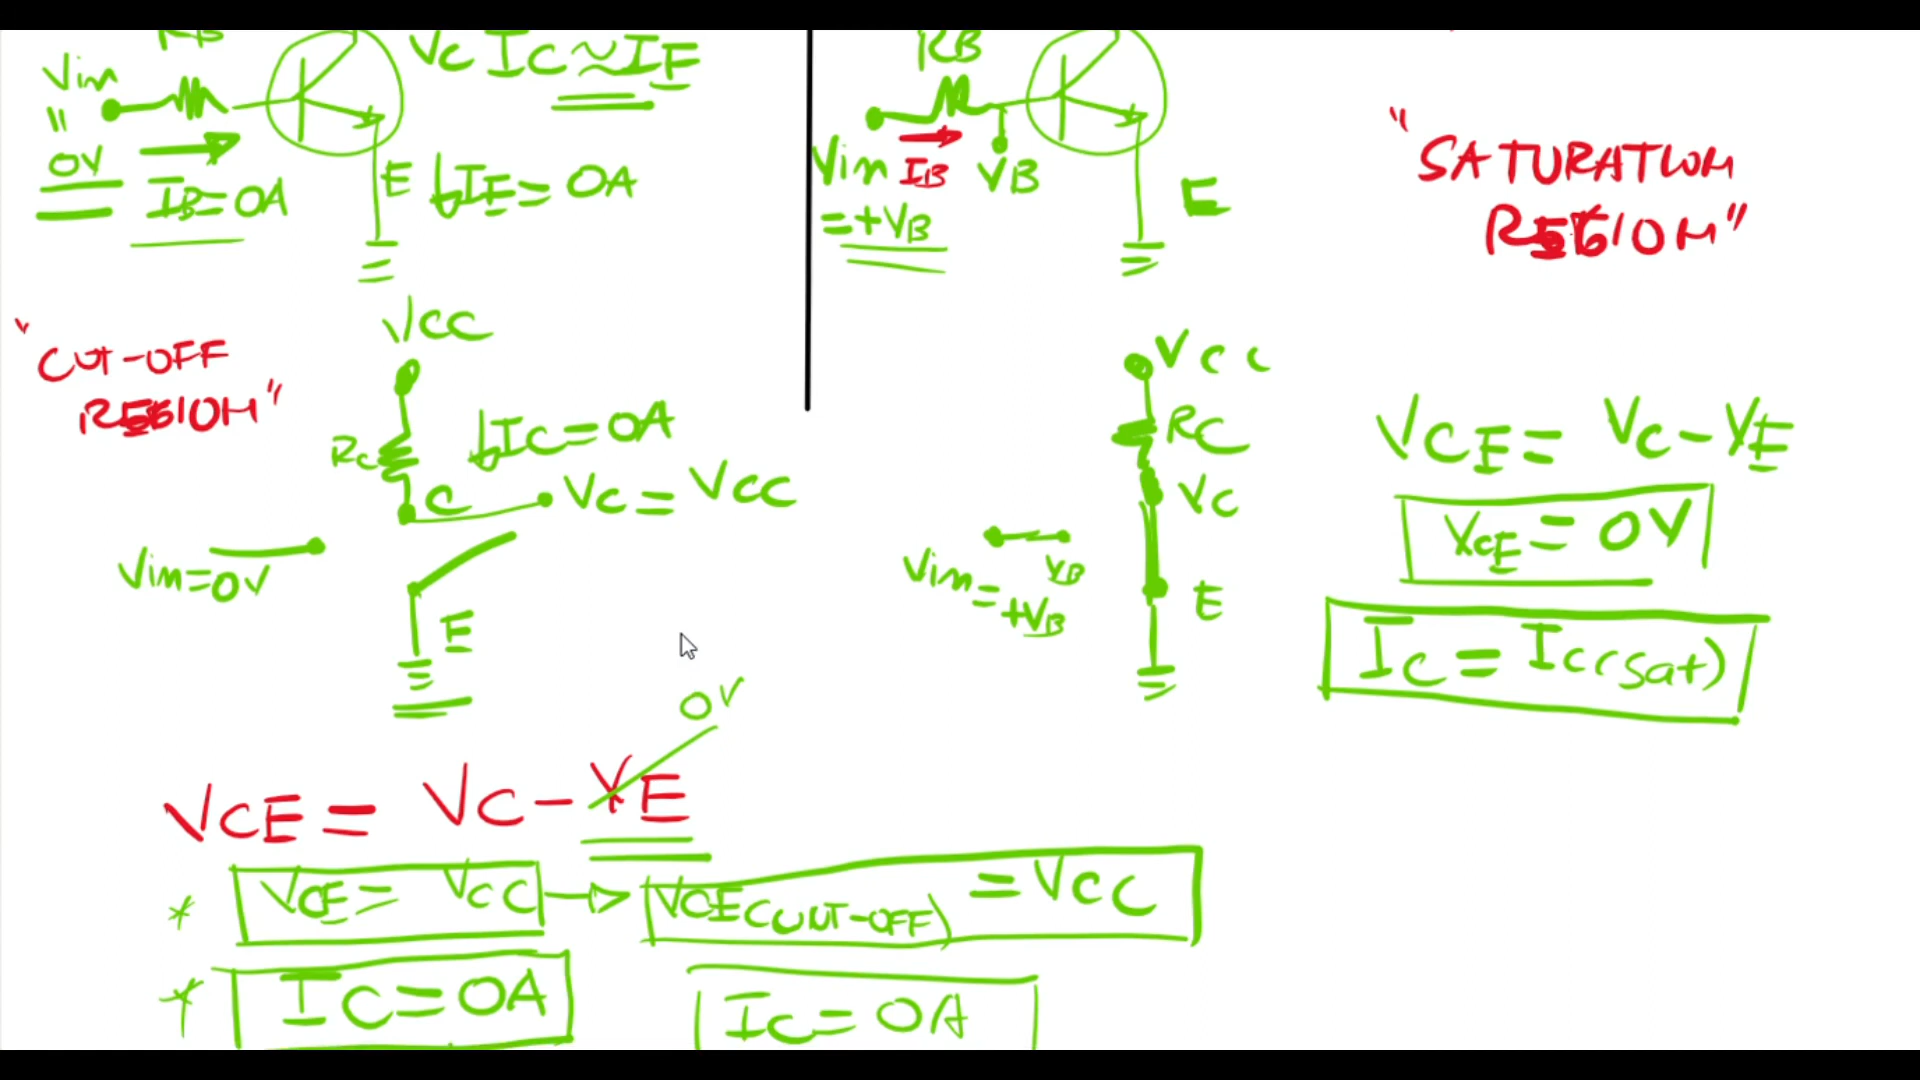 RB
Vin
"
0V
IB=0A
VC IC≈IE
E IE=0A
"
CUT-OFF
REGION"
VCC
RC
IC=0A
C
VC=VCC
Vin=0V
E
0V
VCE= VC-VE
* VCE= VCC → VCE(CUT-OFF) =VCC
* IC=0A
IC=0A
RB
Vin
IB
VB
=+VB
E
"
SATURATION
REGION"
VCC
RC
VC
Vin=
+VB
VB
E
VCE= VC-VE
VCE=0V
IC=IC(sat)